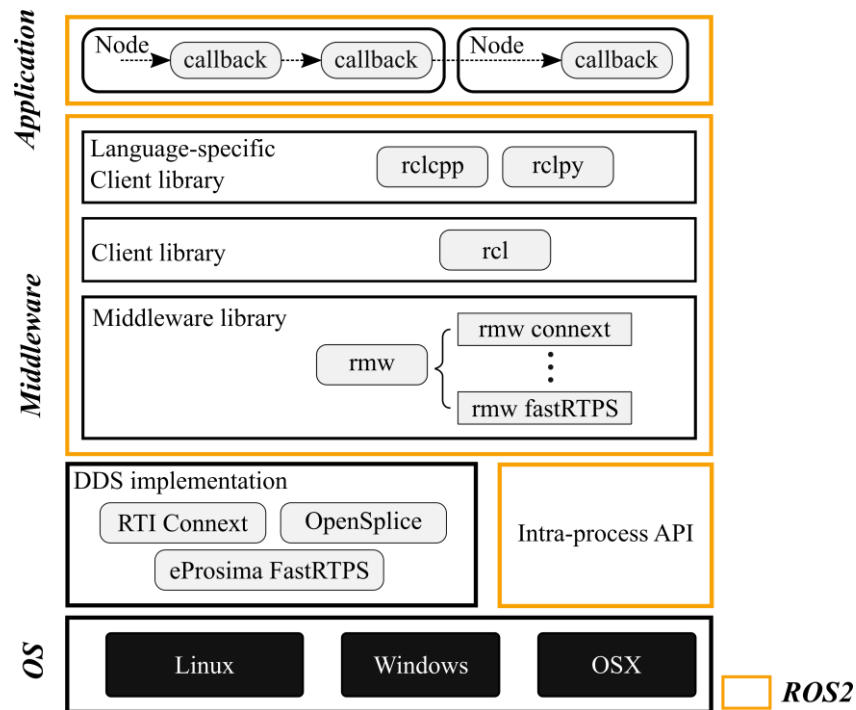 Application
Node
callback
callback
Node
callback
Middleware
Language-specific
Client library
rclcpp
rclpy
Client library
rcl
Middleware library
rmw
rmw connext
rmw fastRTPS
DDS implementation
RTI Connext
OpenSplice
eProsima FastRTPS
Intra-process API
OS
Linux
Windows
OSX
ROS2